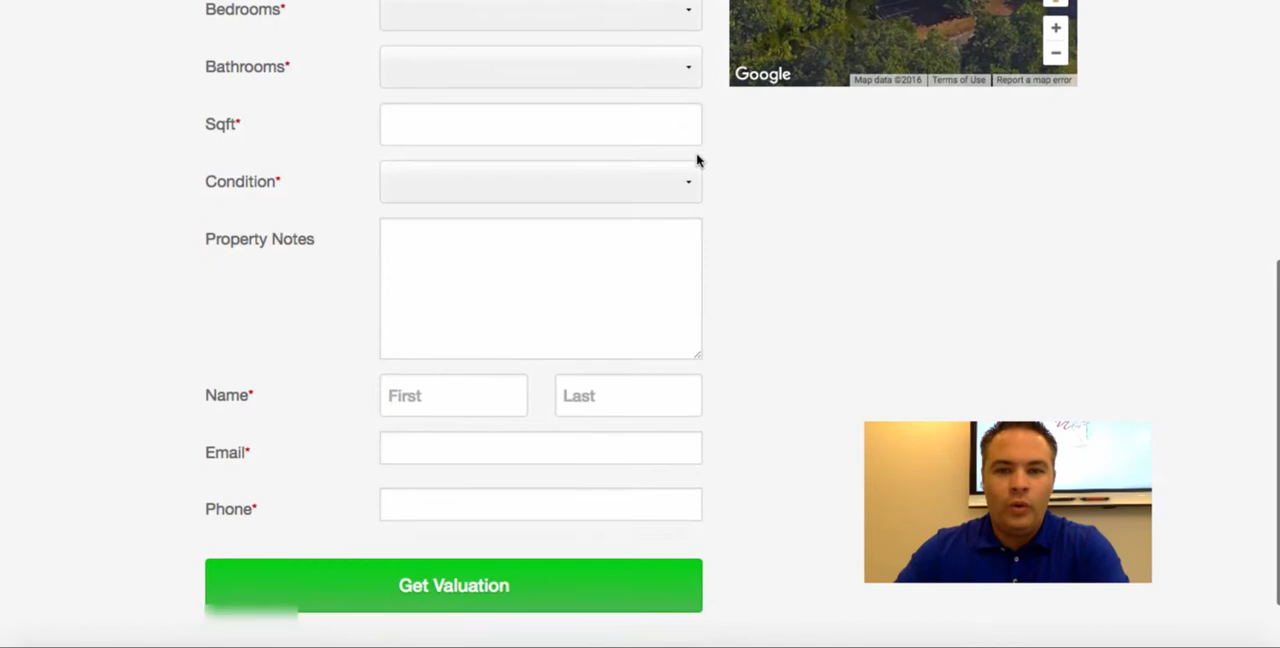 Bedrooms*
Bathrooms*
Google
Map data ©2016 Terms of Use Report a map error
Sqft*
Condition*
Property Notes
Name* First Last
Email*
Phone*
Get Valuation